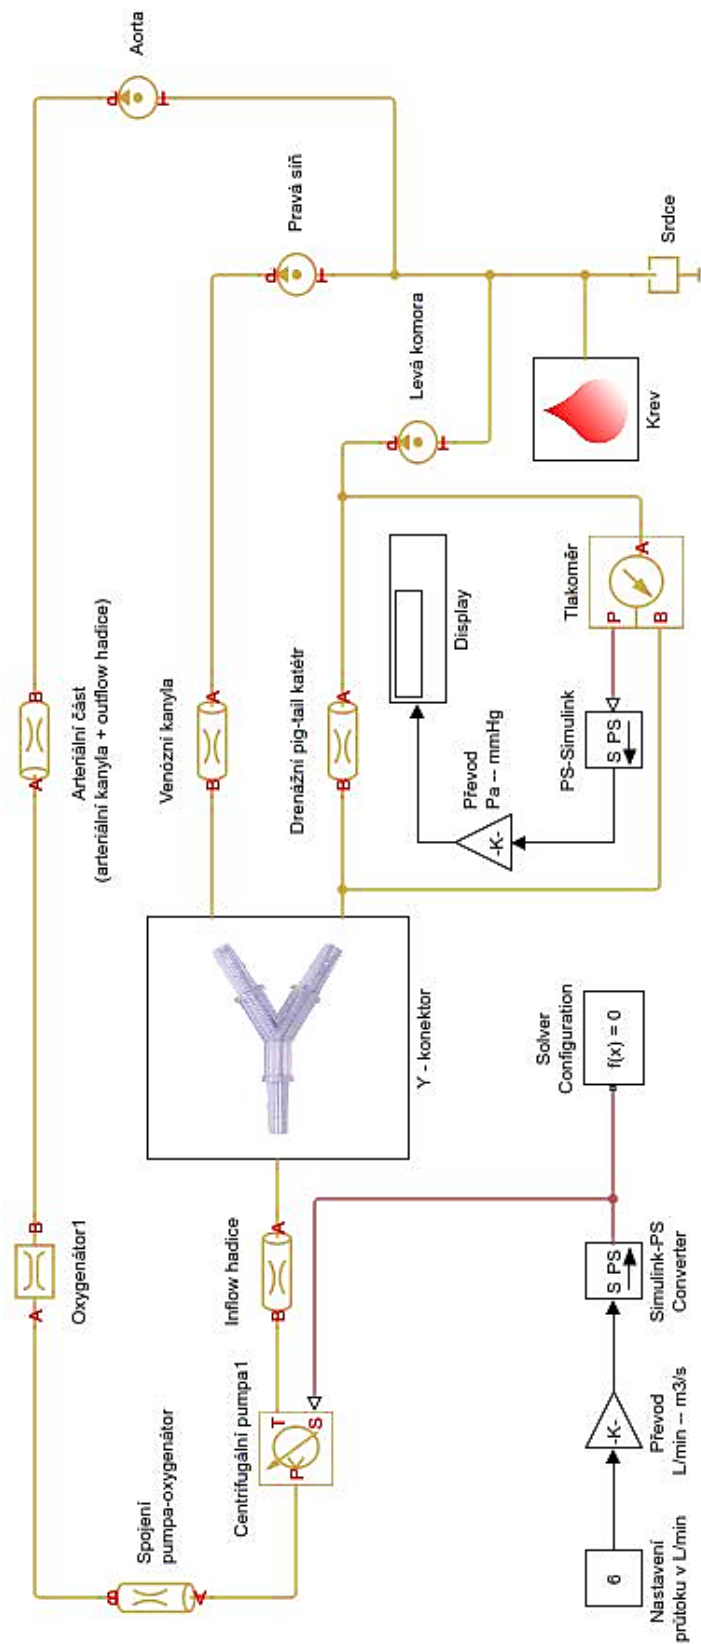 Aorta
P
T
Pravá síň
P
T
Srdce
Levá komora
P
T
Krev
B
A
Arteriální část
(arteriální kanyla + outflow hadice)
A
B
Venózní kanyla
A
B
Drenážní pig-tail katétr
Display
Tlakoměr
A
P
B
PS-Simulink
S PS
Převod
Pa -- mmHg
-K-
Y - konektor
Solver
Configuration
f(x) = 0
B
A
Oxygenátor1
A
B
Inflow hadice
Centrifugální pumpa1
T
S
P
Spojení
pumpa-oxygenátor
B
A
S PS
Simulink-PS
Converter
-K-
Převod
L/min -- m3/s
6
Nastavení
průtoku v L/min